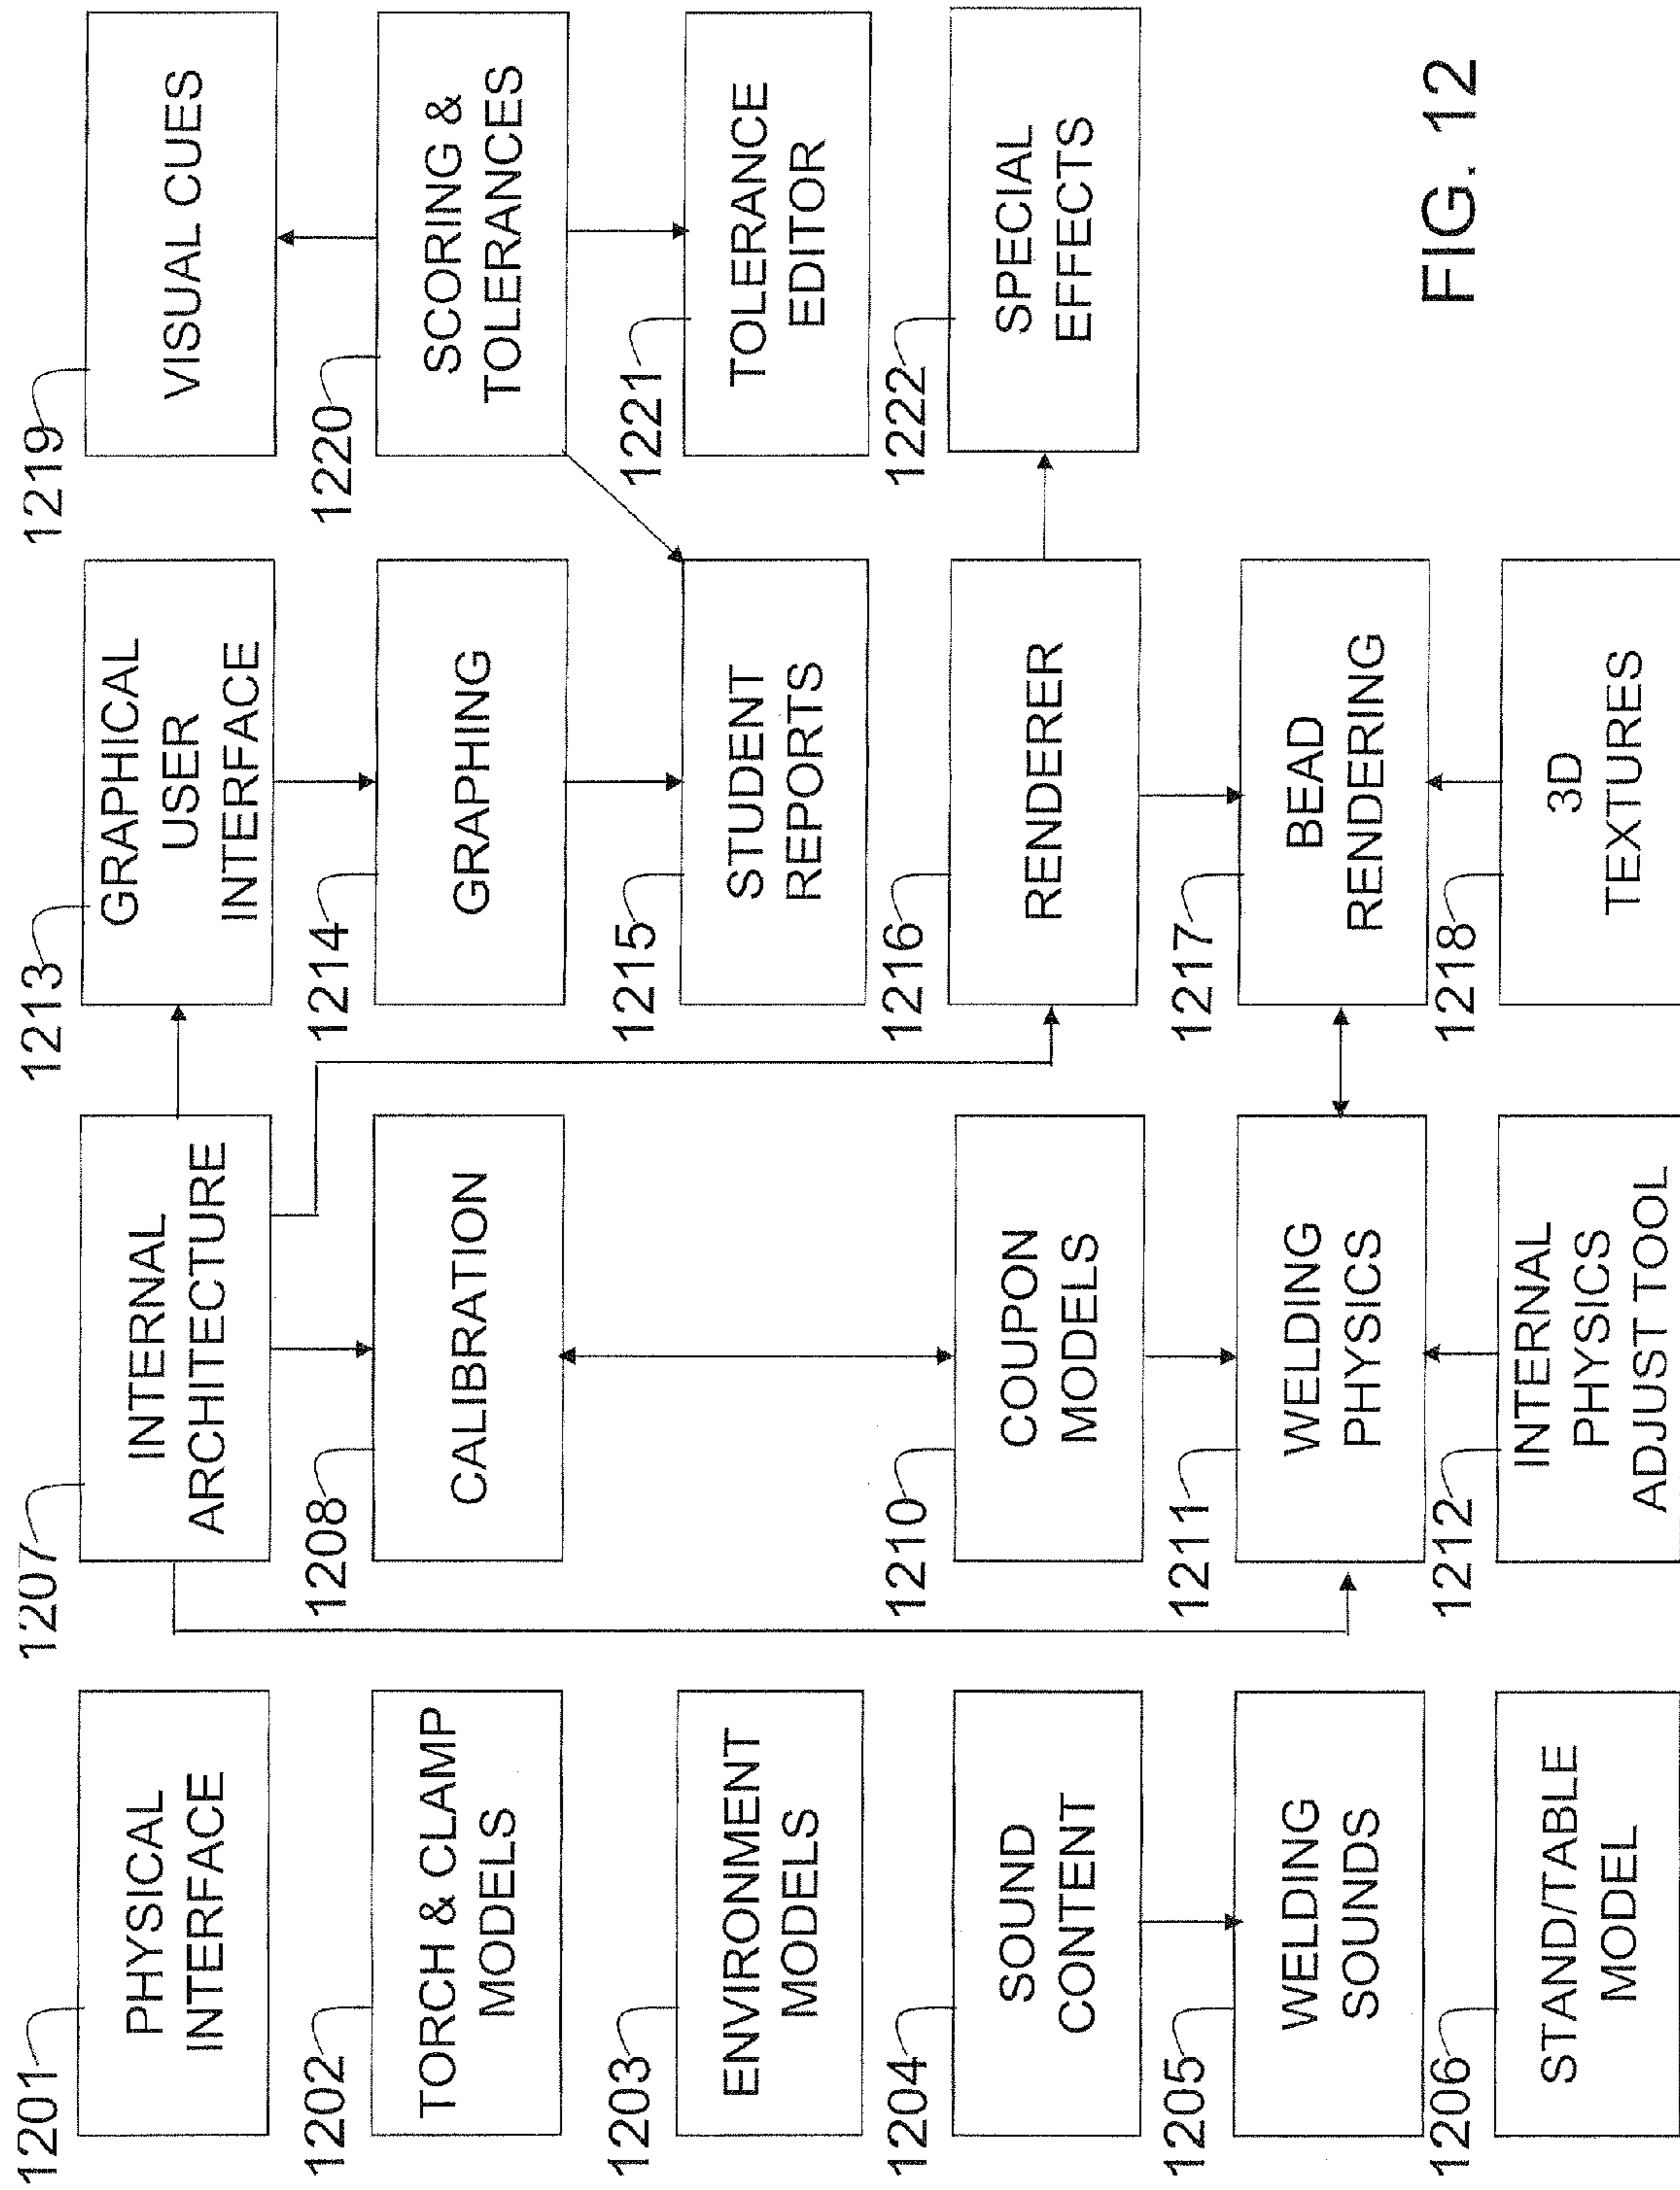 1201
PHYSICAL
INTERFACE
1202
TORCH & CLAMP
MODELS
1203
ENVIRONMENT
MODELS
1204
SOUND
CONTENT
1205
WELDING
SOUNDS
1206
STAND/TABLE
MODEL
1207
INTERNAL
ARCHITECTURE
1208
CALIBRATION
1210
COUPON
MODELS
1211
WELDING
PHYSICS
1212
INTERNAL
PHYSICS
ADJUST TOOL
1213
GRAPHICAL
USER
INTERFACE
1214
GRAPHING
1215
STUDENT
REPORTS
1216
RENDERER
1217
BEAD
RENDERING
1218
3D
TEXTURES
1219
VISUAL CUES
1220
SCORING &
TOLERANCES
1221
TOLERANCE
EDITOR
1222
SPECIAL
EFFECTS
FIG. 12